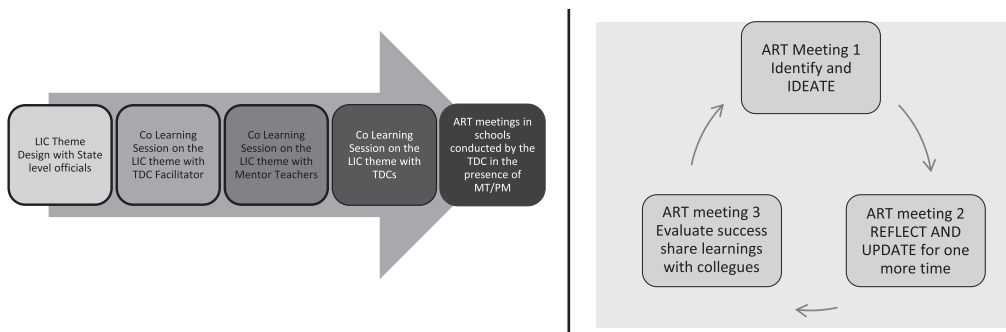 LIC Theme
Design with State
level officials
Co Learning
Session on the
LIC theme with
TDC Facilitator
Co Learning
Session on the
LIC theme with
Mentor Teachers
Co Learning
Session on the
LIC theme with
TDCs
ART meetings in
schools
conducted by the
TDC in the
presence of
MT/PM
ART Meeting 1
Identify and
IDEATE
ART meeting 2
REFLECT AND
UPDATE for one
more time
ART meeting 3
Evaluate success
share learnings
with collegues